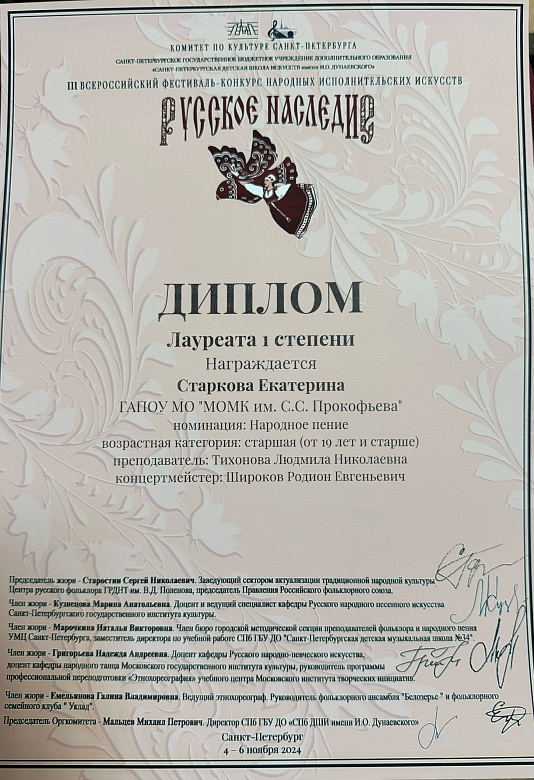 КОМИТЕТ ПО КУЛЬТУРЕ САНКТ-ПЕТЕРБУРГА
САНКТ-ПЕТЕРБУРГСКОЕ ГОСУДАРСТВЕННОЕ БЮДЖЕТНОЕ УЧРЕЖДЕНИЕ ДОПОЛНИТЕЛЬНОГО ОБРАЗОВАНИЯ
«САНКТ-ПЕТЕРБУРГСКАЯ ДЕТСКАЯ ШКОЛА ИСКУССТВ ИМЕНИ И.О. ДУНАЕВСКОГО»
III ВСЕРОССИЙСКИЙ ФЕСТИВАЛЬ-КОНКУРС НАРОДНЫХ ИСПОЛНИТЕЛЬСКИХ ИСКУССТВ
РУССКОЕ НАСЛЕДИЕ
ДИПЛОМ
Лауреата 1 степени
Награждается
Старкова Екатерина
ГАПОУ МО "МОМК им. С.С. Прокофьева"
номинация: Народное пение
возрастная категория: старшая (от 19 лет и старше)
преподаватель: Тихонова Людмила Николаевна
концертмейстер: Широков Родион Евгеньевич
Председатель жюри - Старостин Сергей Николаевич. Заведующий сектором актуализации традиционной народной культуры
Центра русского фольклора ГРДНТ им. В.Д. Поленова, председатель Правления Российского фольклорного союза.
Член жюри - Кузнецова Марина Анатольевна. Доцент и ведущий специалист кафедры Русского народного песенного искусства
Санкт-Петербургского государственного института культуры.
Член жюри - Марочкина Наталья Викторовна. Член бюро городской методической секции преподавателей фольклора и народного пения
УМЦ Санкт-Петербурга, заместитель директора по учебной работе СПб ГБУ ДО "Санкт-Петербургская детская музыкальная школа №34".
Член жюри - Григорьева Надежда Андреевна. Доцент кафедры Русского народно-певческого искусства,
доцент кафедры народного танца Московского государственного института культуры, руководитель программы
профессиональной переподготовки «Этнохореография» учебного центра Московского института творческих инициатив.
Член жюри - Емельянова Галина Владимировна. Ведущий этнохореограф. Руководитель фольклорного ансамбля "Белозерье " и фольклорного
семейного клуба " Уклад".
Председатель Оргкомитета - Мальцев Михаил Петрович. Директор СПб ГБУ ДО «СПб ДШИ имени И.О. Дунаевского»
Санкт-Петербург
4 – 6 ноября 2024